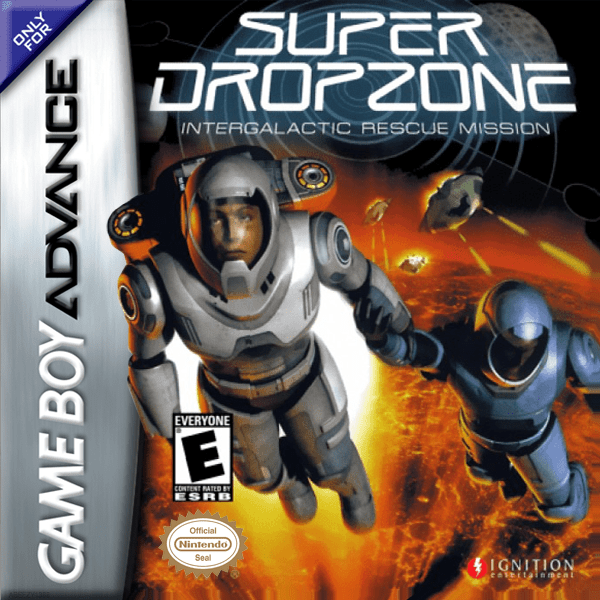 ONLY
FOR
GAME BOY ADVANCE
SUPER
DROPZONE
INTERGALACTIC RESCUE MISSION
EVERYONE
E
CONTENT RATED BY
ESRB
Official
Nintendo
Seal
IGNITION
entertainment